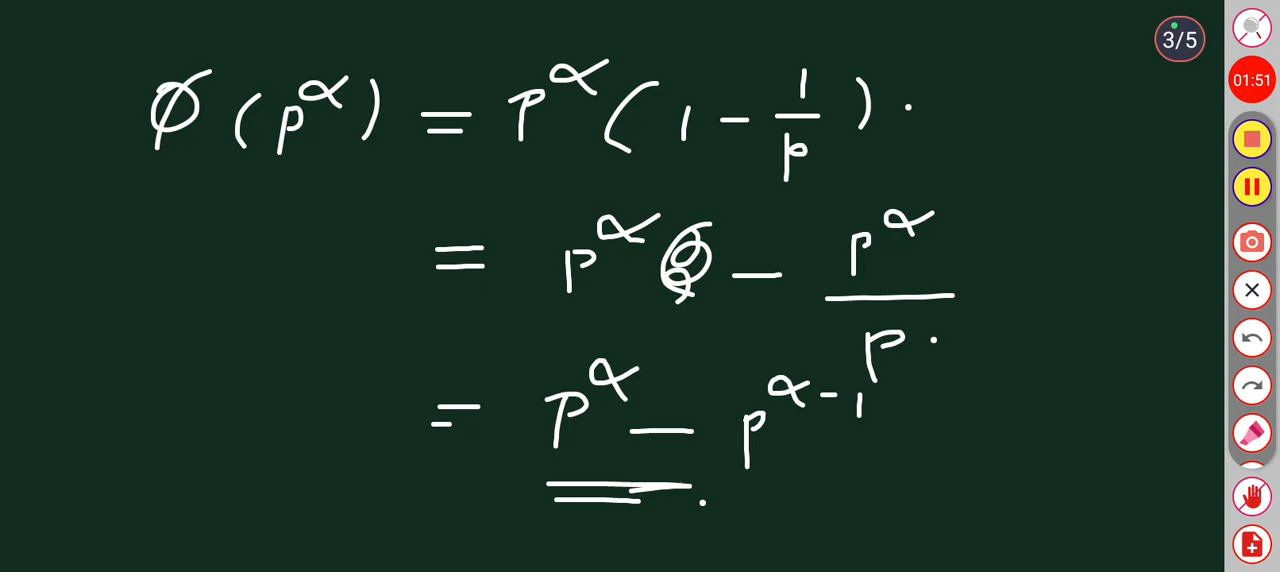 3/5
01:51
φ(p^α) = p^α(1 - 1/p).
= p^α - p^α/p.
= p^α - p^α-1.